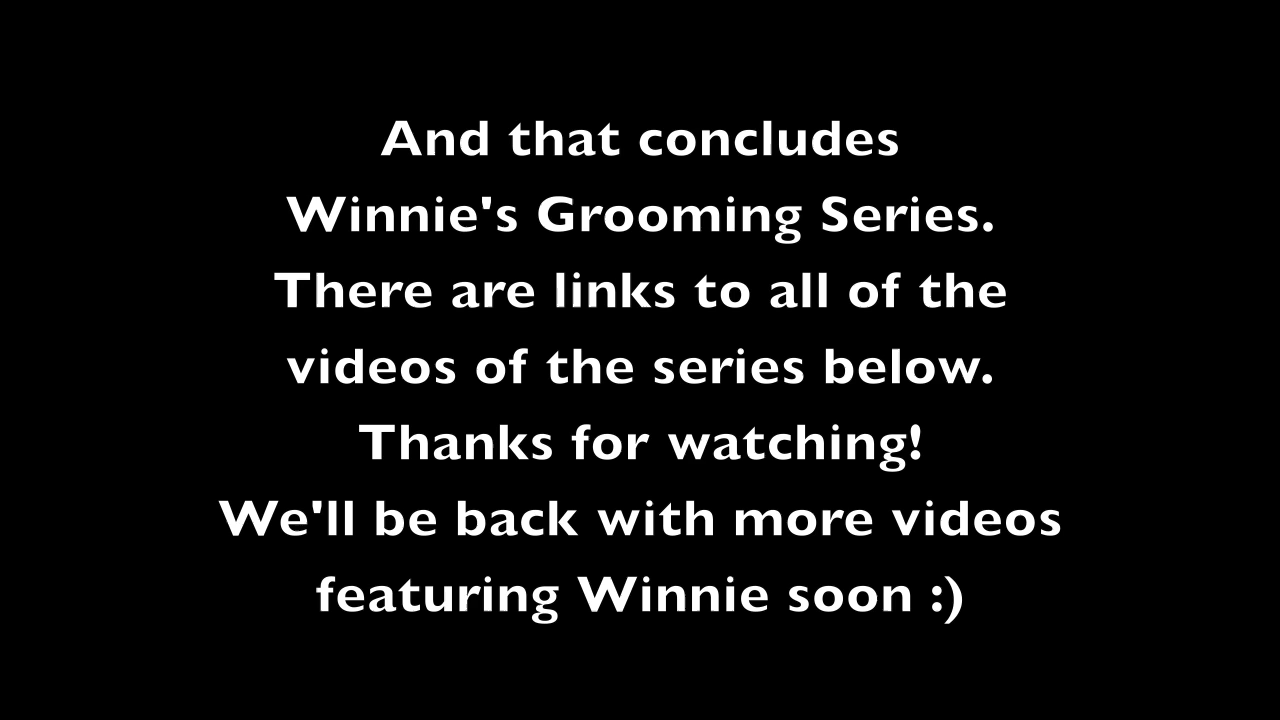 And that concludes
Winnie's Grooming Series.
There are links to all of the
videos of the series below.
Thanks for watching!
We'll be back with more videos
featuring Winnie soon :)